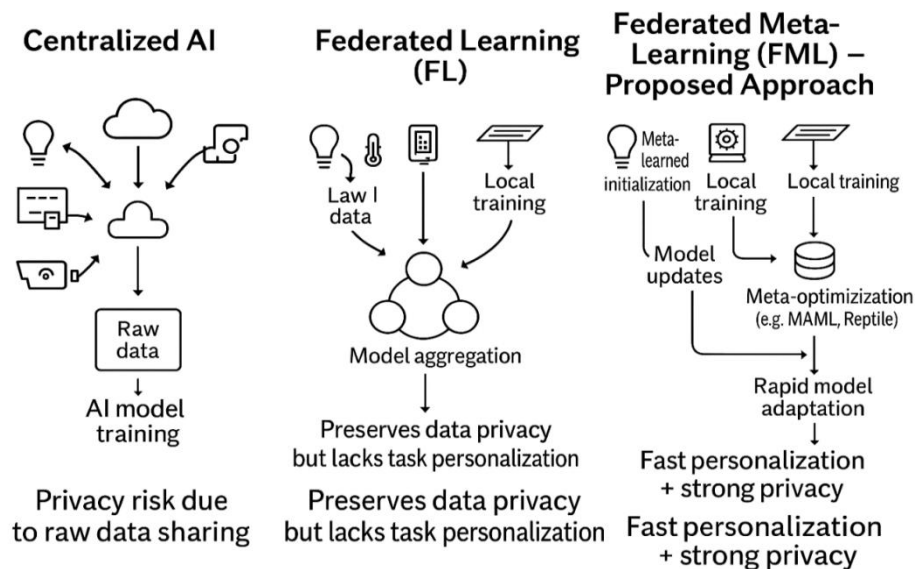 Centralized AI
Raw
data
AI model
training
Privacy risk due
to raw data sharing
Federated Learning
(FL)
Law l
data
Local
training
Model aggregation
Preserves data privacy
but lacks task personalization
Preserves data privacy
but lacks task personalization
Federated Meta-
Learning (FML) –
Proposed Approach
Meta-
learned
initialization
Local
training
Local training
Model
updates
Meta-optimizization
(e.g. MAML, Reptile)
Rapid model
adaptation
Fast personalization
+ strong privacy
Fast personalization
+ strong privacy